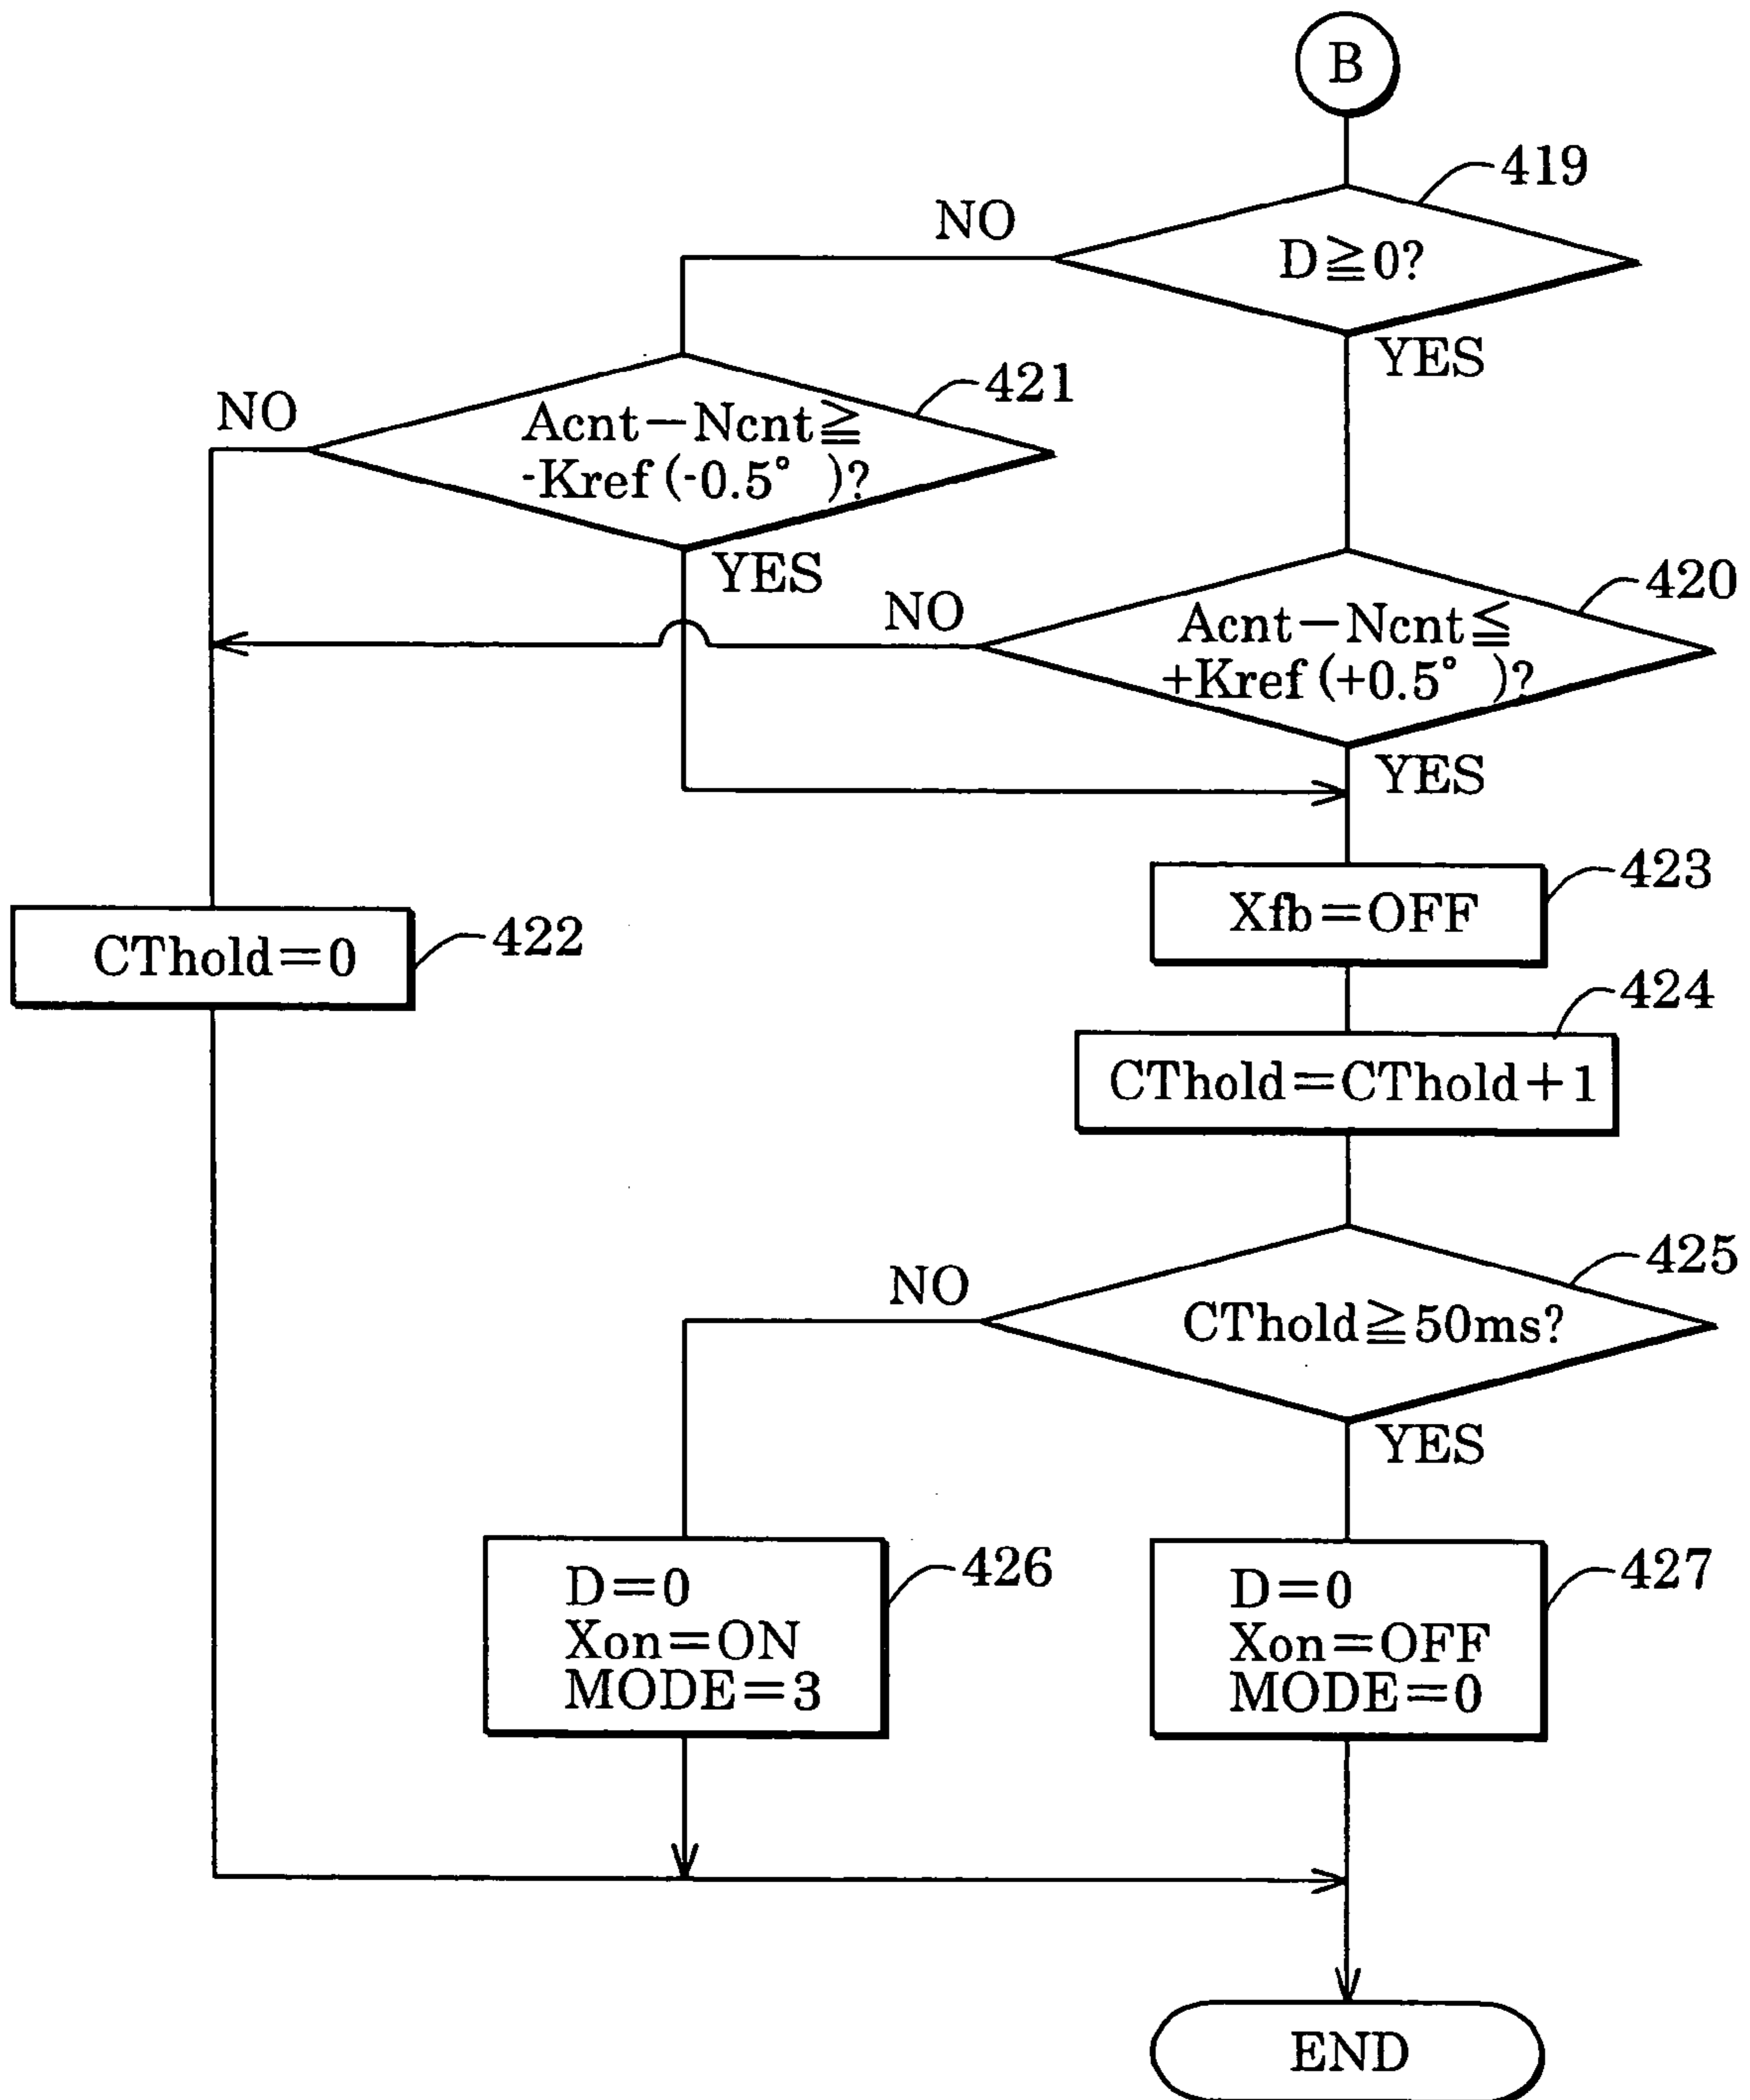 B
419
NO
D≧0?
YES
421
NO
Acnt−Ncnt≧
-Kref (-0.5° )?
YES
420
NO
Acnt−Ncnt≦
+Kref (+0.5° )?
YES
423
Xfb=OFF
422
CThold=0
424
CThold=CThold+1
425
NO
CThold≧50ms?
YES
426
D=0
Xon=ON
MODE=3
427
D=0
Xon=OFF
MODE=0
END